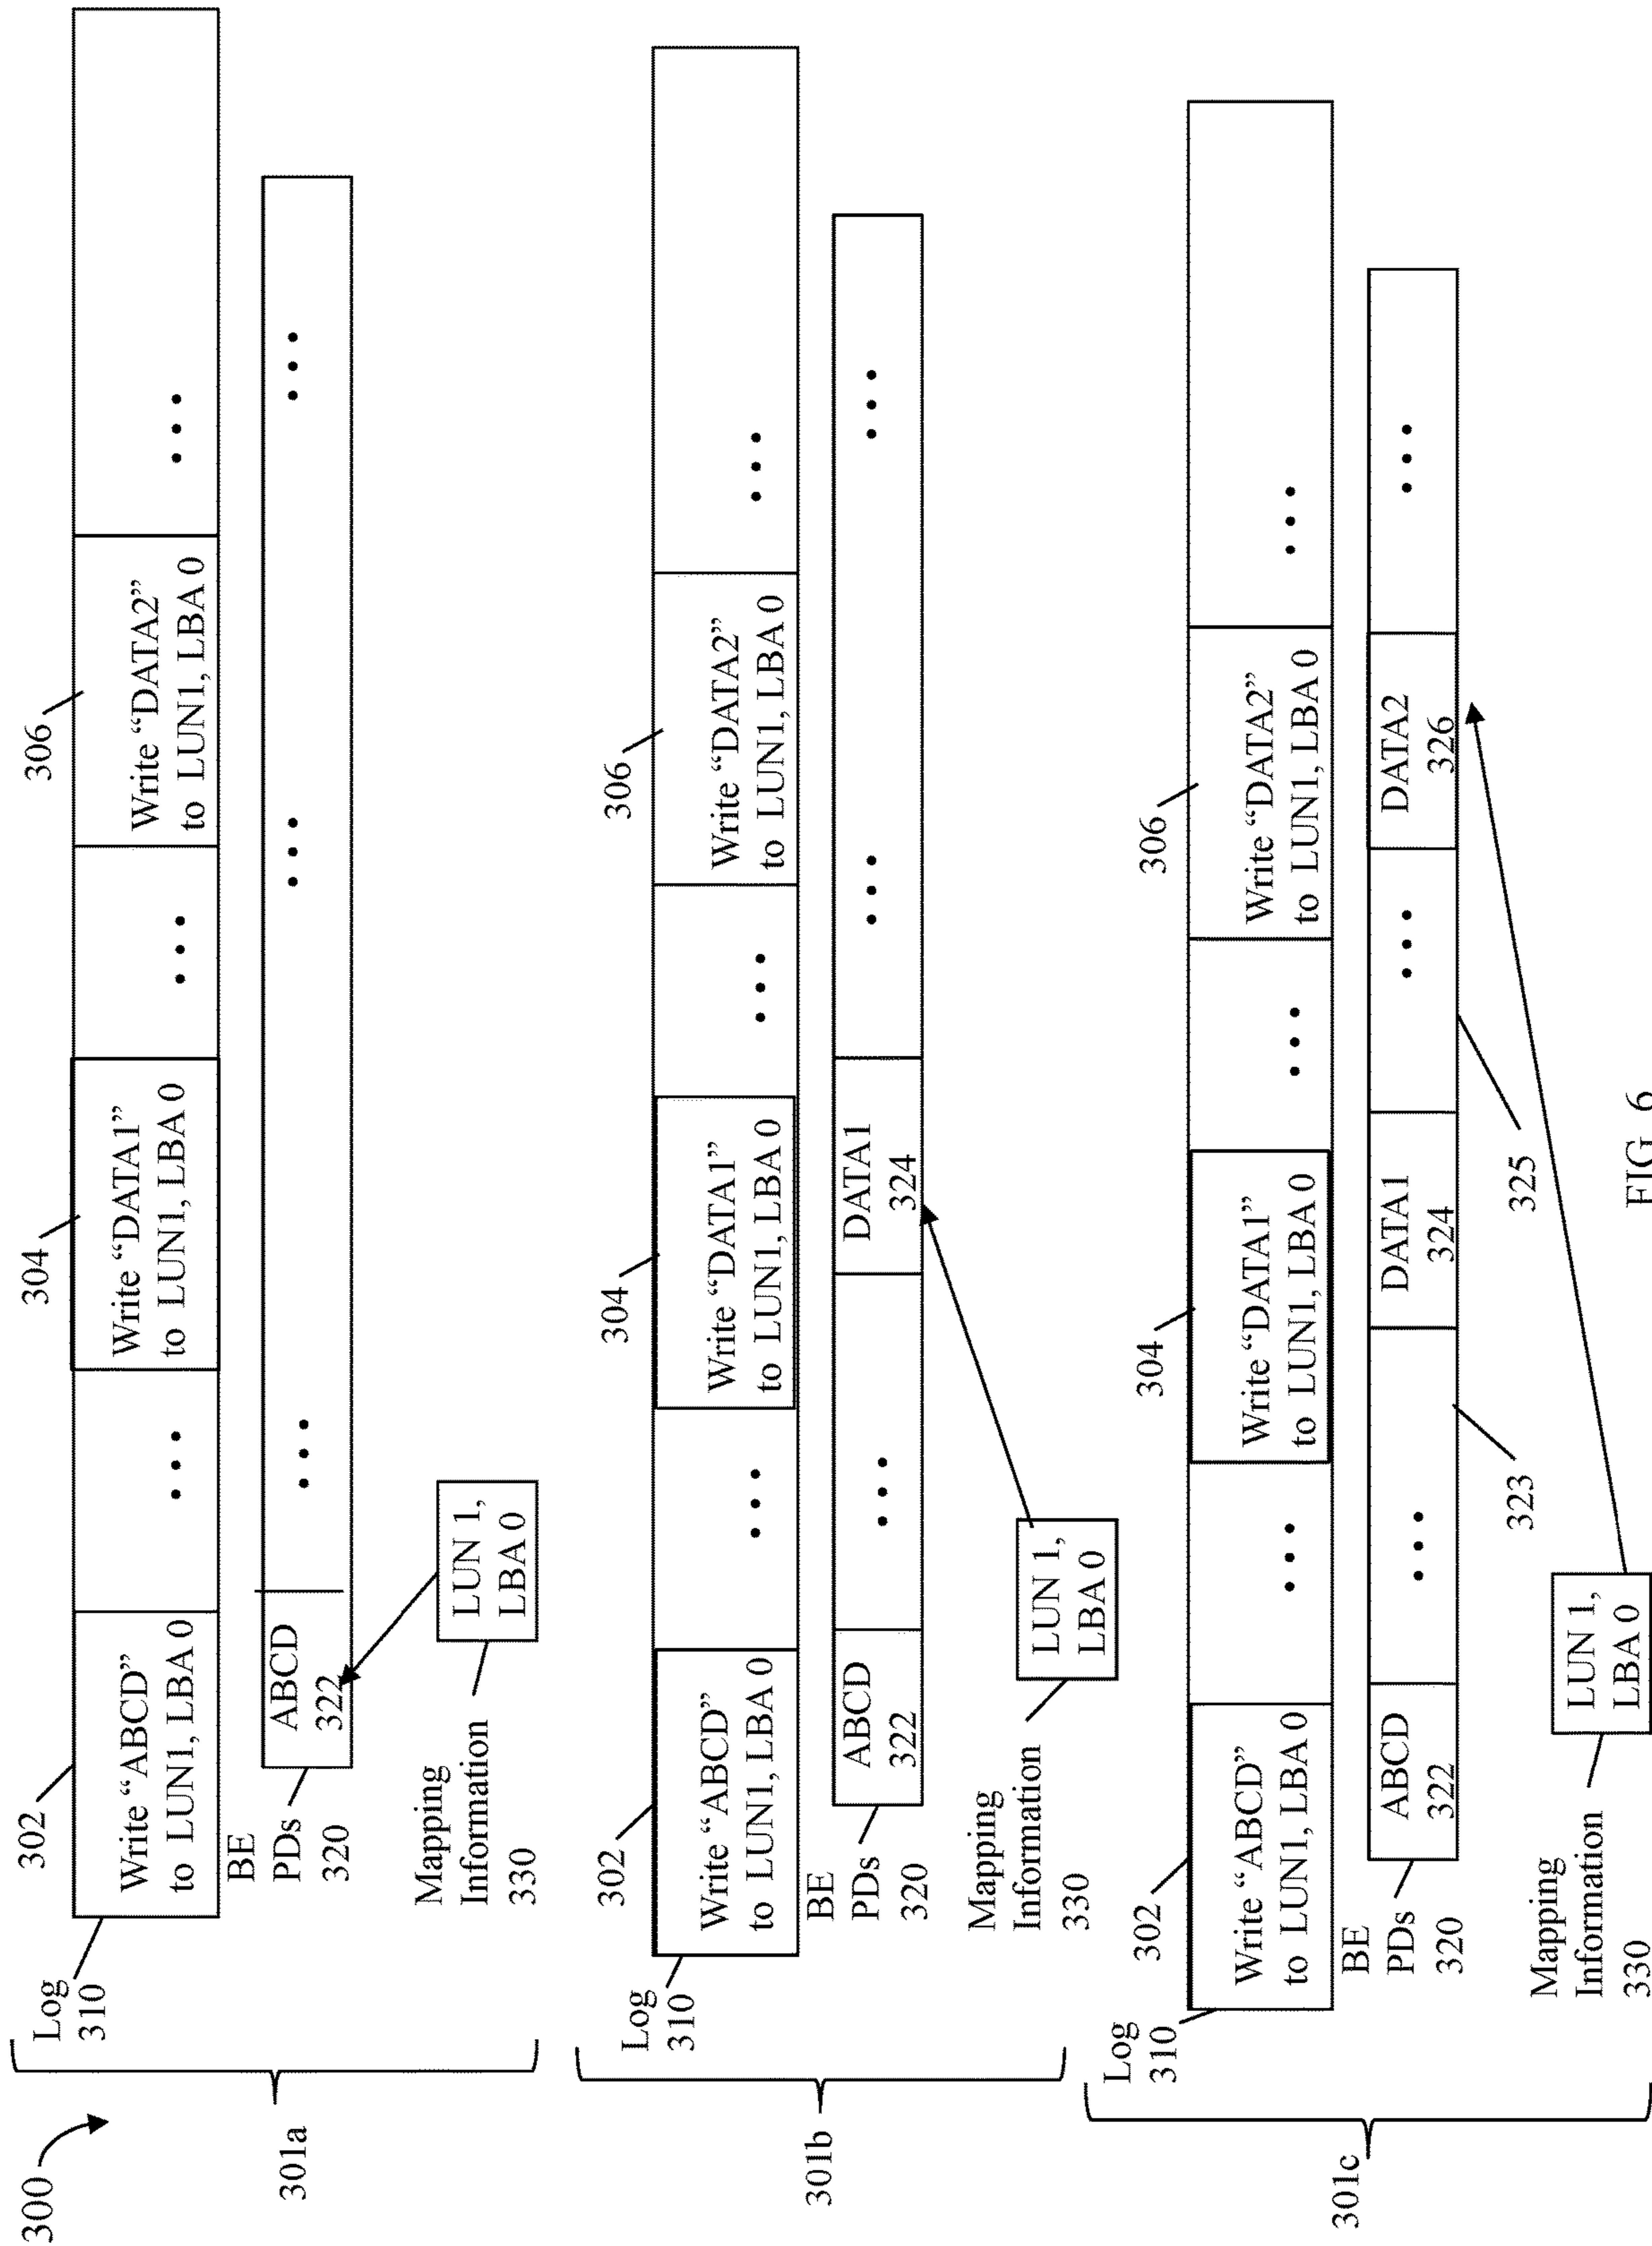 300
301a
Log
310
302
304
306
Write “ABCD”
to LUN1, LBA 0
• • •
Write “DATA1”
to LUN1, LBA 0
• • •
Write “DATA2”
to LUN1, LBA 0
• • •
BE
PDs
320
ABCD
322
• • •
• • •
• • •
Mapping
Information
330
LUN 1,
LBA 0
301b
Log
310
302
304
306
Write “ABCD”
to LUN1, LBA 0
• • •
Write “DATA1”
to LUN1, LBA 0
• • •
Write “DATA2”
to LUN1, LBA 0
• • •
BE
PDs
320
ABCD
322
• • •
DATA1
324
• • •
• • •
Mapping
Information
330
LUN 1,
LBA 0
301c
Log
310
302
304
306
Write “ABCD”
to LUN1, LBA 0
• • •
Write “DATA1”
to LUN1, LBA 0
• • •
Write “DATA2”
to LUN1, LBA 0
• • •
BE
PDs
320
ABCD
322
• • •
DATA1
324
• • •
DATA2
326
• • •
323
325
Mapping
Information
330
LUN 1,
LBA 0
FIG. 6